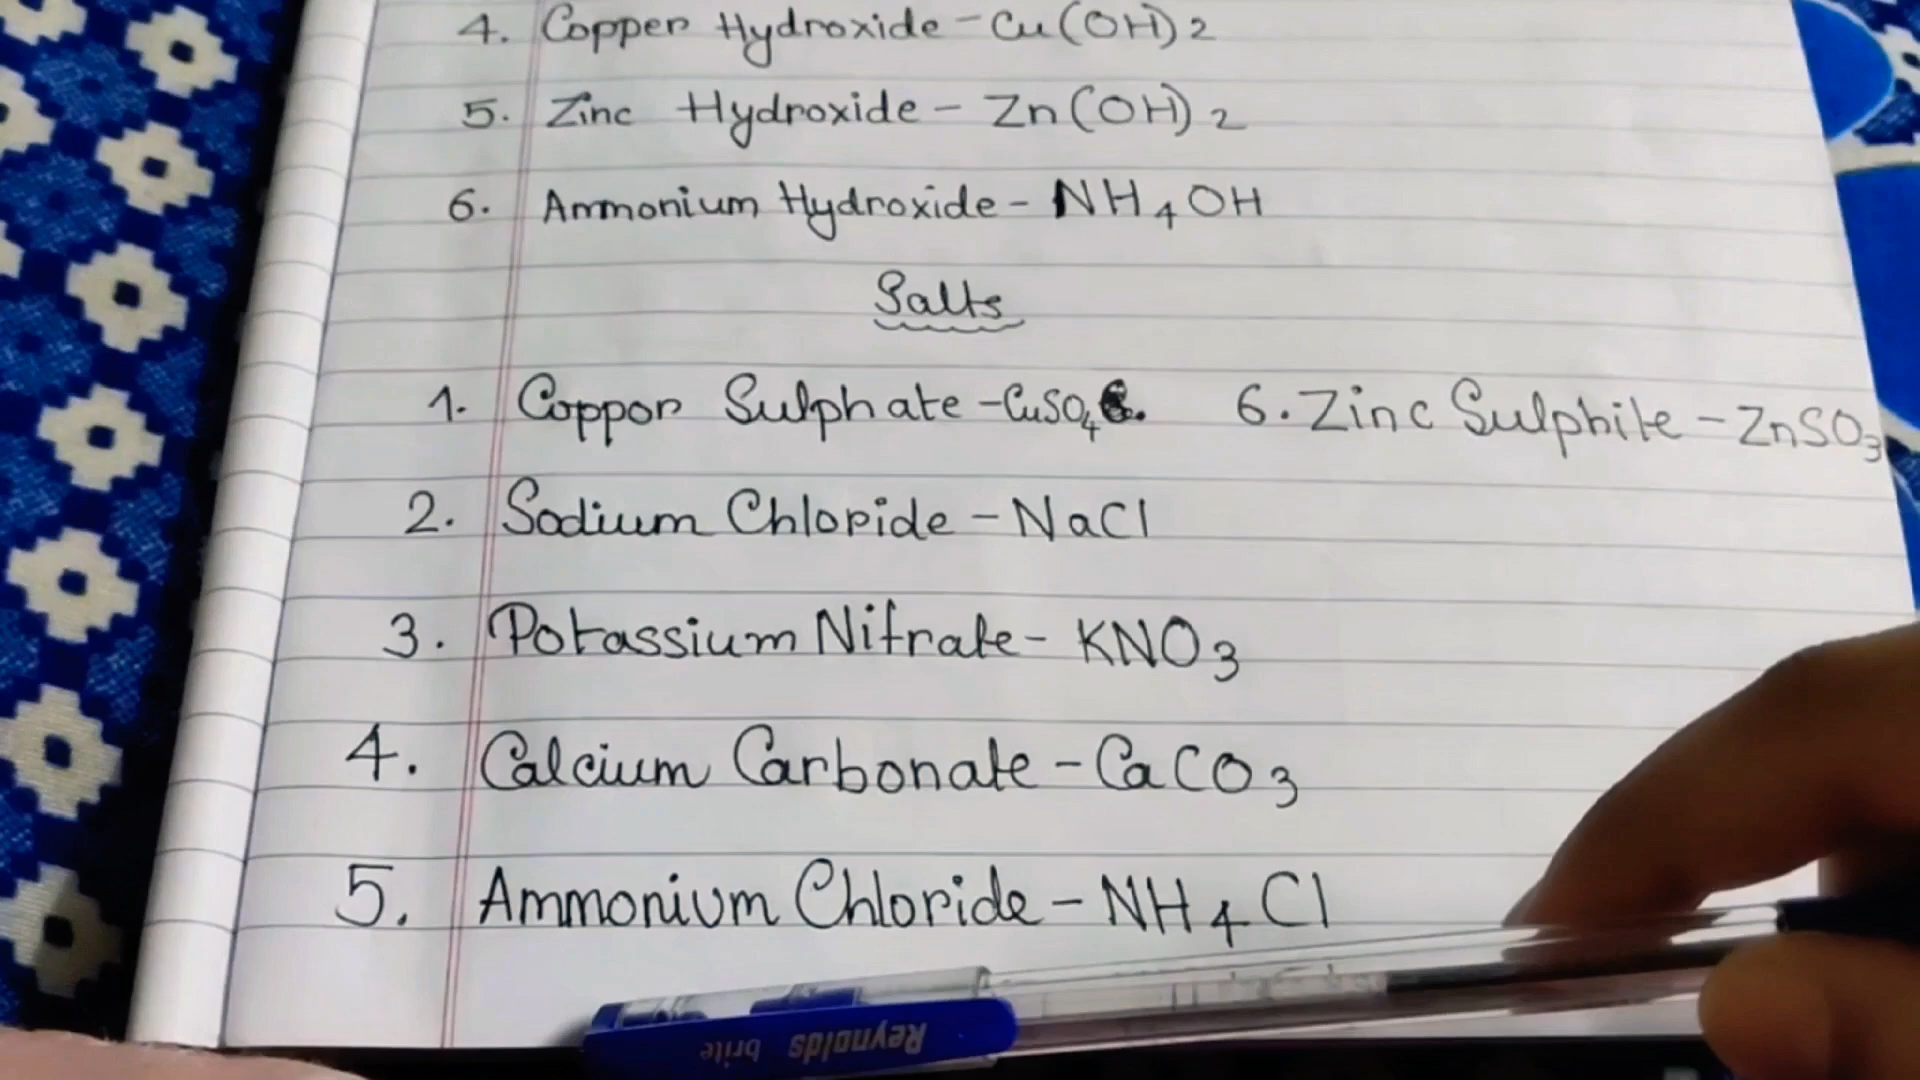 4. Copper Hydroxide - Cu(OH)2
5. Zinc Hydroxide - Zn(OH)2
6. Ammonium Hydroxide - NH4OH
Salts
1. Coppor Sulphate - CuSO4 6. Zinc Sulphite - ZnSO3
2. Sodium Chloride - NaCl
3. Potassium Nitrate - KNO3
4. Calcium Carbonate - CaCO3
5. Ammonium Chloride - NH4Cl
Reynolds brite